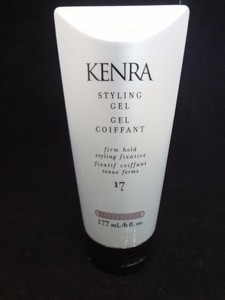 KENRA
STYLING
GEL
GEL
COIFFANT
firm hold
styling fixative
fixatif coiffant
tenue ferme
17
177 mL/6 fl. oz.